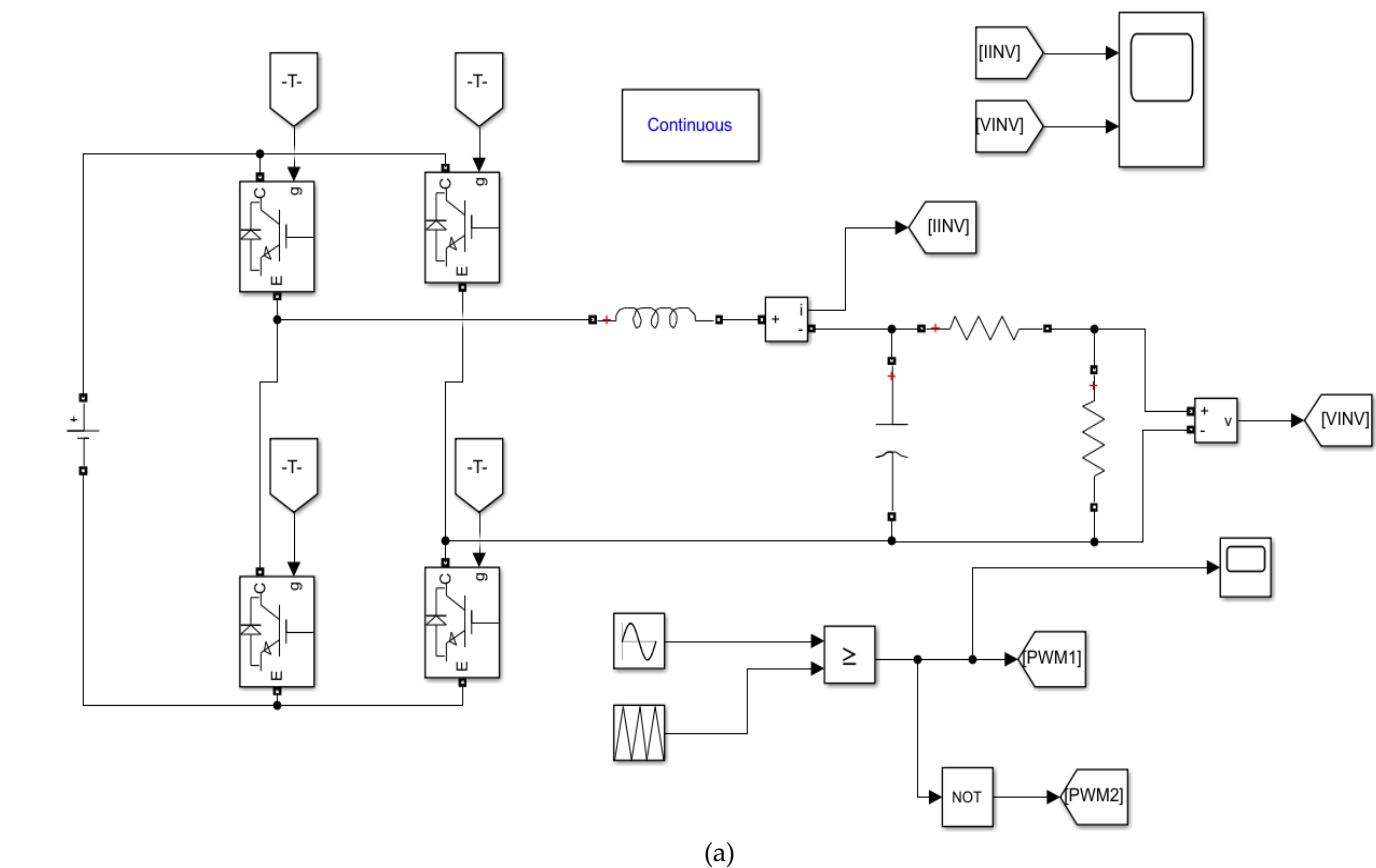 [IINV]
-T-
-T-
[VINV]
Continuous
C
g
C
g
E
E
[IINV]
+
i
-
+
+
+
+
+
+
-
v
[VINV]
-T-
-T-
C
g
C
g
E
E
≥
[PWM1]
NOT
[PWM2]
(a)